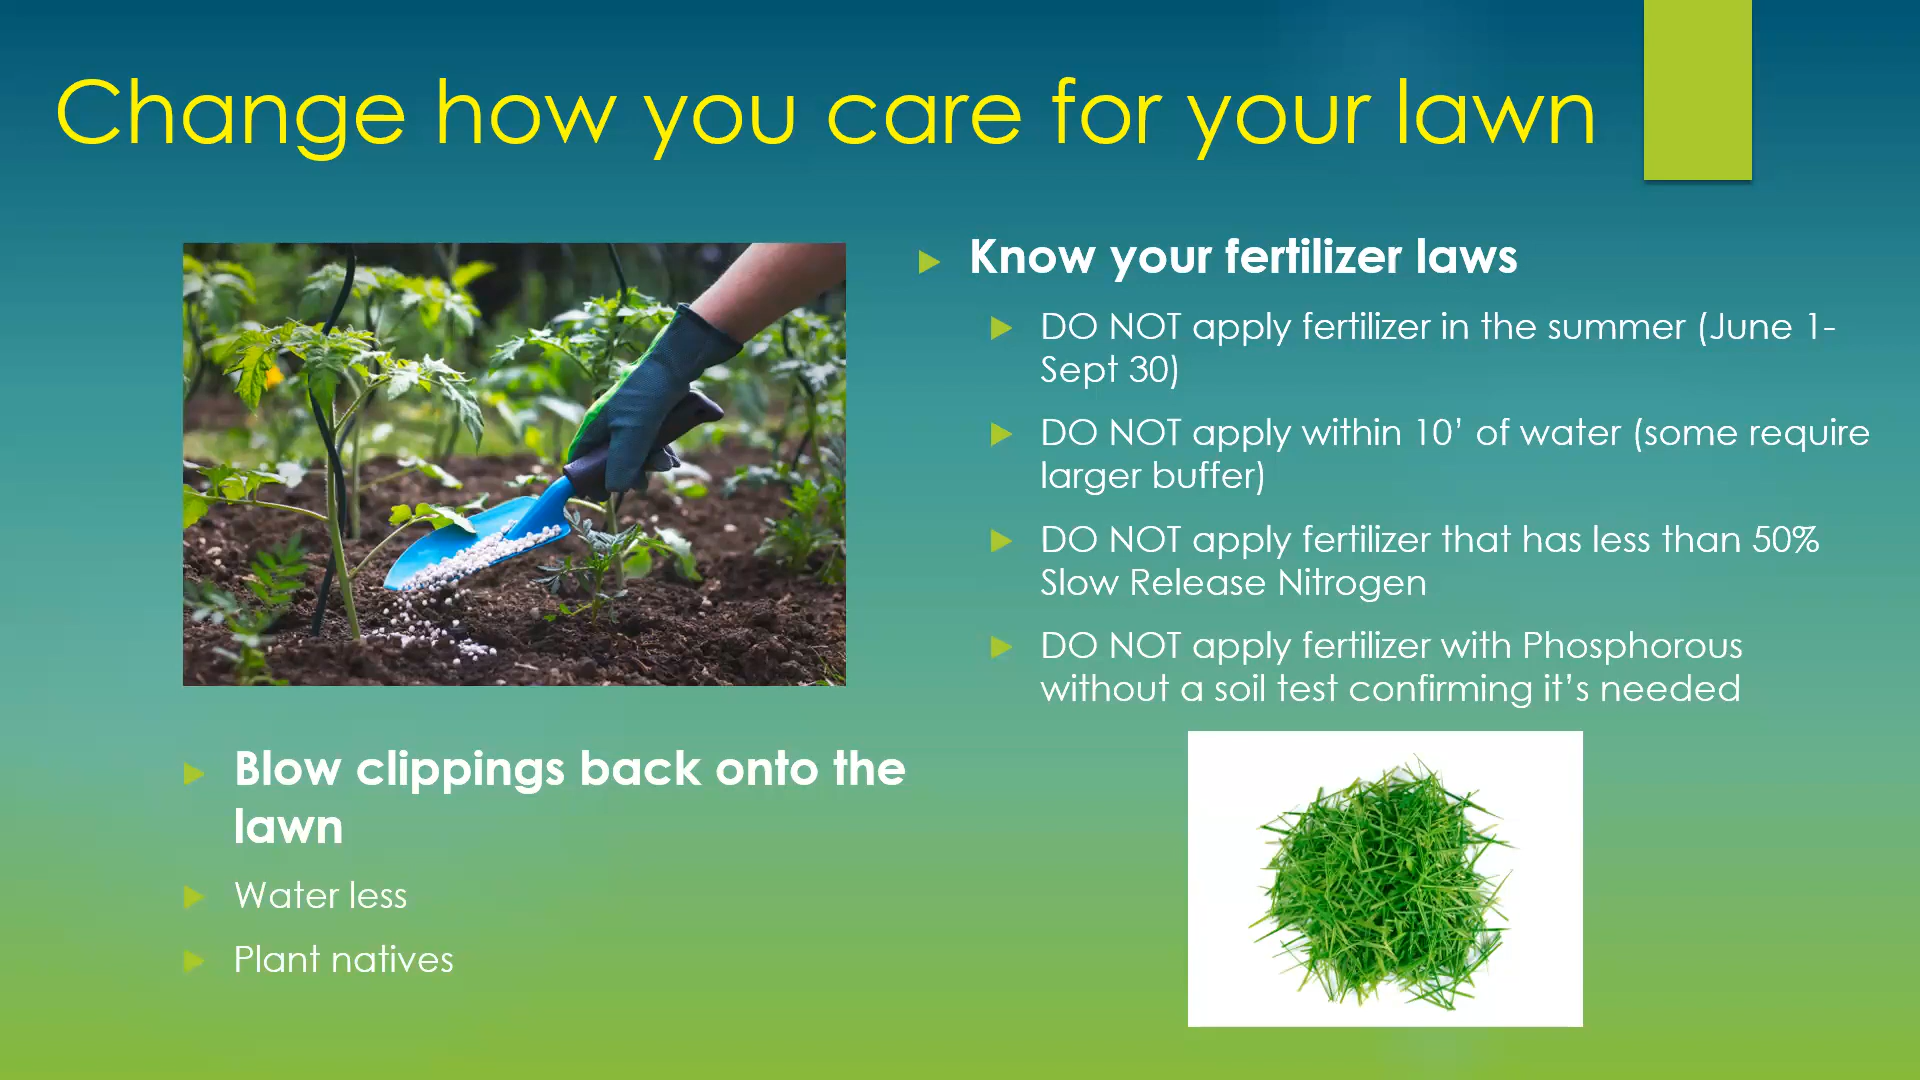 Change how you care for your lawn
Know your fertilizer laws
DO NOT apply fertilizer in the summer (June 1-
Sept 30)
DO NOT apply within 10’ of water (some require
larger buffer)
DO NOT apply fertilizer that has less than 50%
Slow Release Nitrogen
DO NOT apply fertilizer with Phosphorous
without a soil test confirming it’s needed
Blow clippings back onto the
lawn
Water less
Plant natives